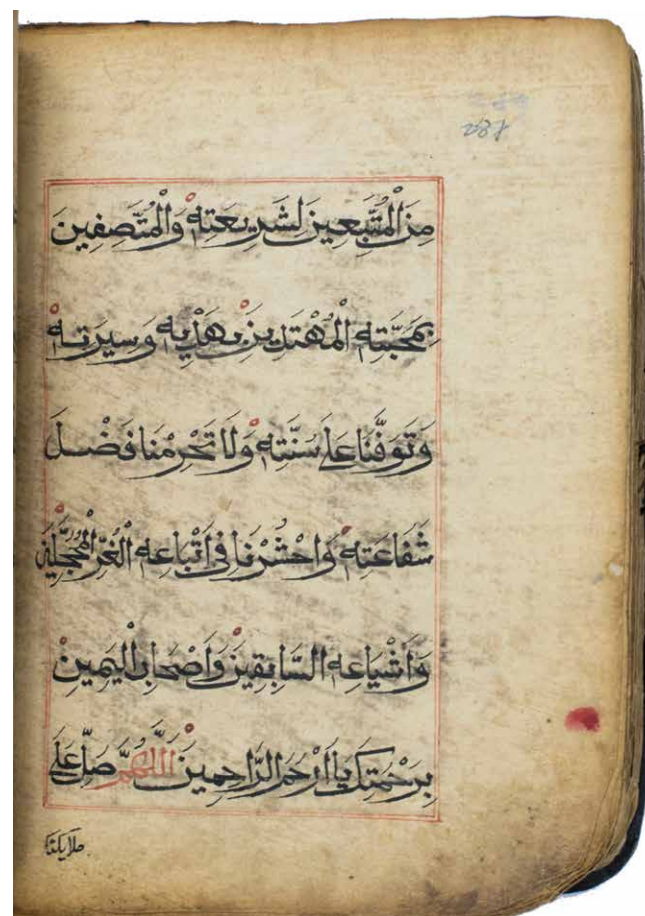 مِنَ الْمُتَّبِعِينَ لِشَرِيعَتِهِ وَالْمُتَّصِفِينَ
بِمَحَبَّتِهِ الْمُهْتَدِينَ بِهَدْيِهِ وَسِيرَتِهِ
وَتَوَفَّنَا عَلَى سُنَّتِهِ وَلَا تَحْرِمْنَا فَضْلَ
شَفَاعَتِهِ وَاحْشُرْنَا فِي اَتْبَاعِهِ الْغُرِّ الْمُحَجَّلِينَ
وَأَشْيَاعِهِ السَّابِقِينَ وَاَصْحَابِ الْيَمِينِ
بِرَحْمَتِكَ يَا اَرْحَمَ الرَّاحِمِينَ اَللّٰهُمَّ صَلِّ عَلَى